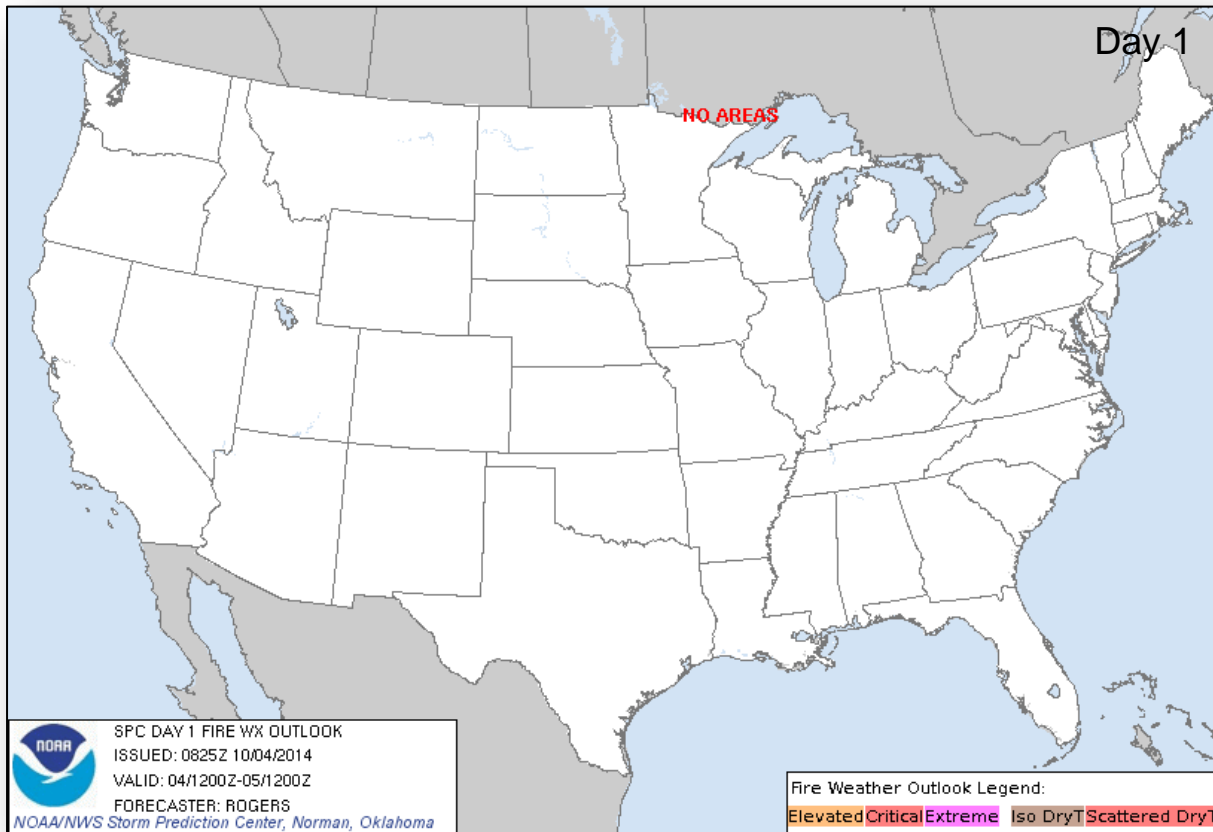 Day 1
NO AREAS
NOAA
SPC DAY 1 FIRE WX OUTLOOK
ISSUED: 0825Z 10/04/2014
VALID: 04/1200Z-05/1200Z
FORECASTER: ROGERS
NOAA/NWS Storm Prediction Center, Norman, Oklahoma
Fire Weather Outlook Legend:
Elevated Critical Extreme Iso DryT Scattered DryT